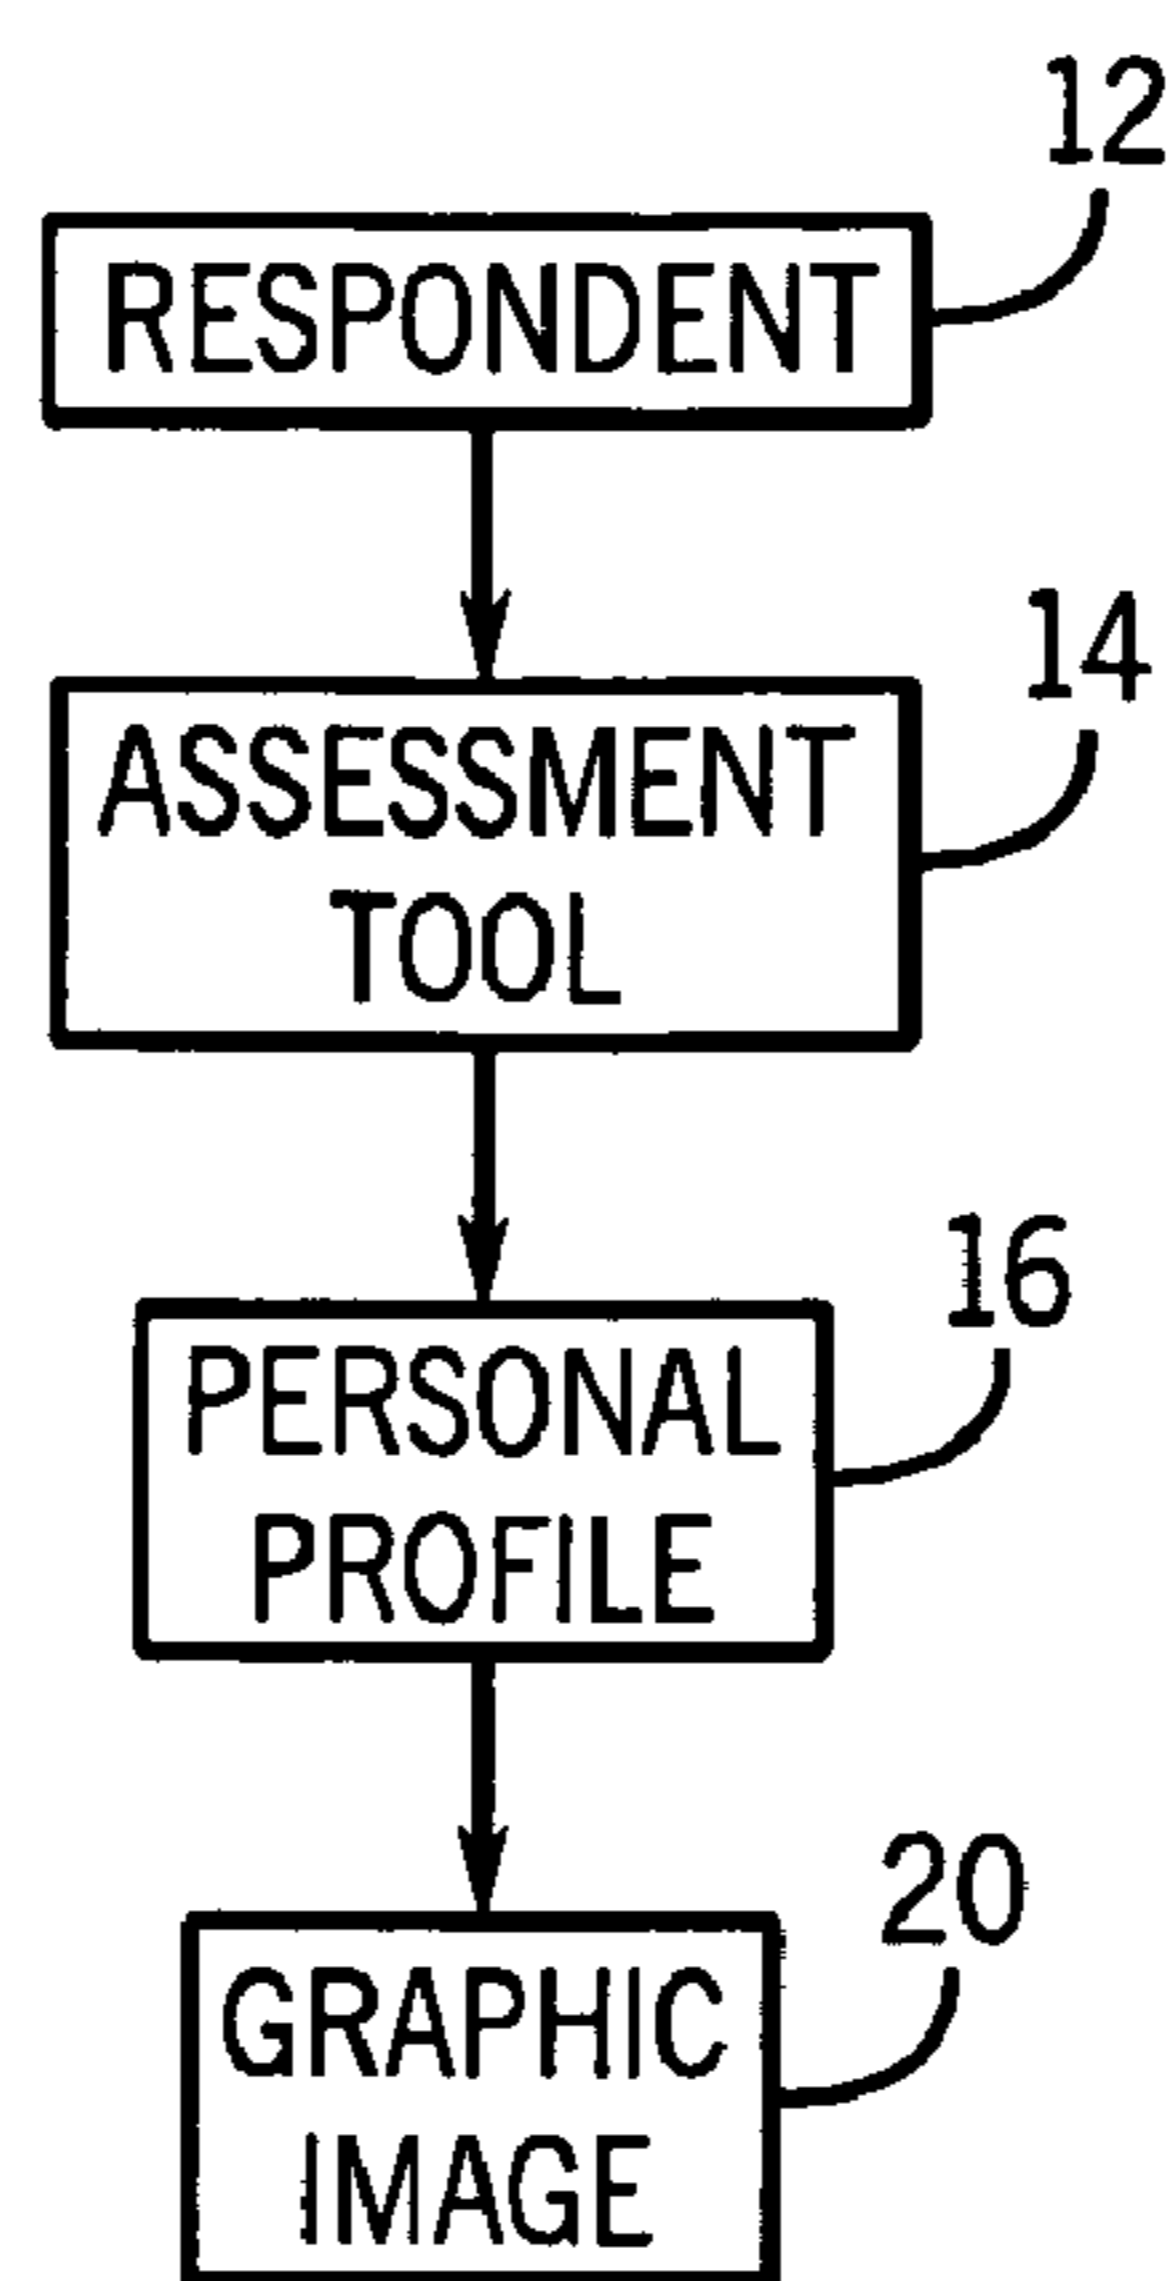 12
RESPONDENT
14
ASSESSMENT
TOOL
16
PERSONAL
PROFILE
20
GRAPHIC
IMAGE